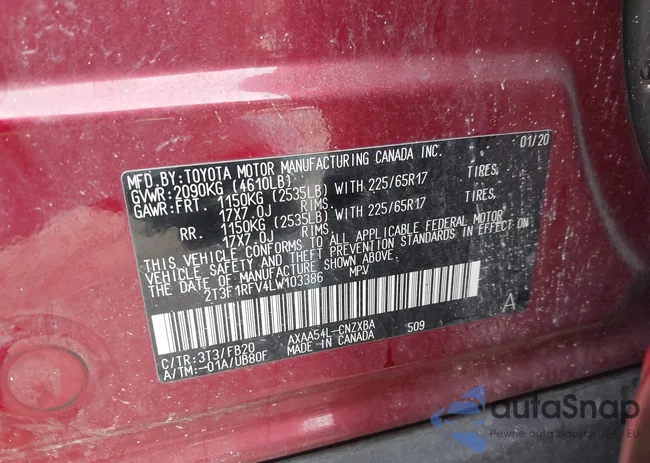 MFD.BY:TOYOTA MOTOR MANUFACTURING CANADA INC. 01/20
GVWR:2090KG (4610LB)
GAWR:FRT. 1150KG (2535LB) WITH 225/65R17 TIRES,
17X7.0J RIMS,
RR. 1150KG (2535LB) WITH 225/65R17 TIRES,
17X7.0J RIMS.
THIS VEHICLE CONFORMS TO ALL APPLICABLE FEDERAL MOTOR
VEHICLE SAFETY AND THEFT PREVENTION STANDARDS IN EFFECT ON
THE DATE OF MANUFACTURE SHOWN ABOVE.
2T3F1RFV4LW103386 MPV
C/TR:3T3/FB20 AXAA54L-CNZXBA 509 A
A/TM:-01A/UB80F MADE-IN CANADA
autaSnap
Pewne auto z